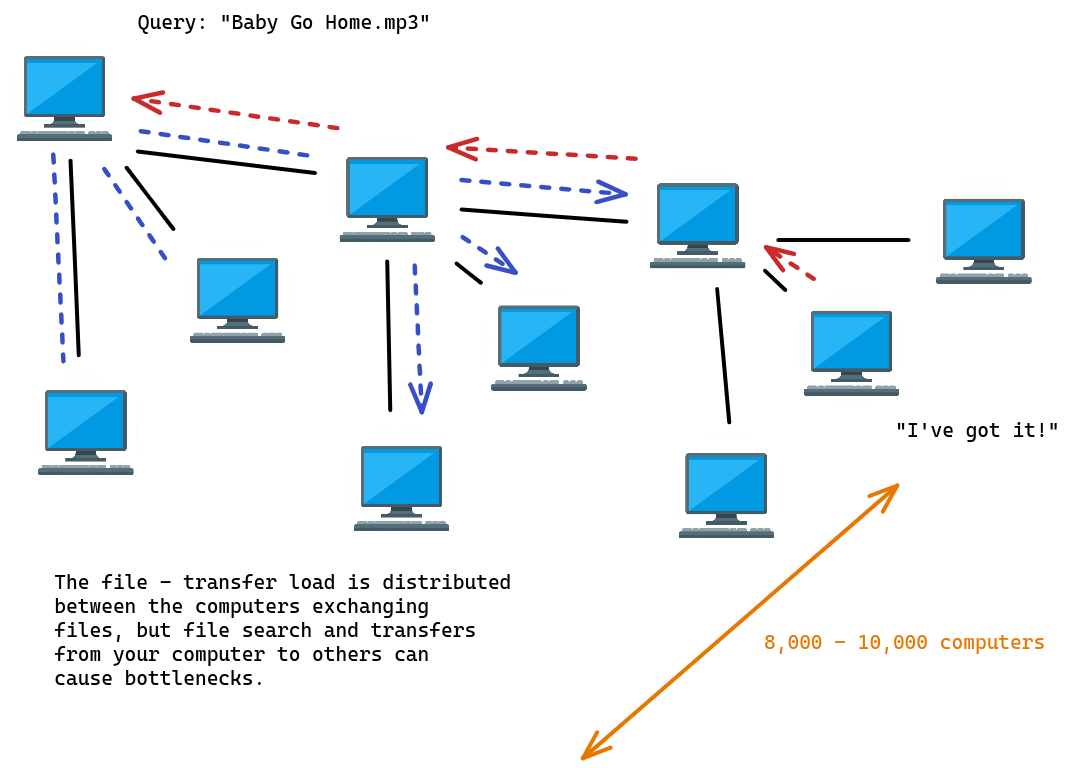 Query: "Baby Go Home.mp3"
"I've got it!"
The file – transfer load is distributed
between the computers exchanging
files, but file search and transfers
from your computer to others can
cause bottlenecks.
8,000 – 10,000 computers